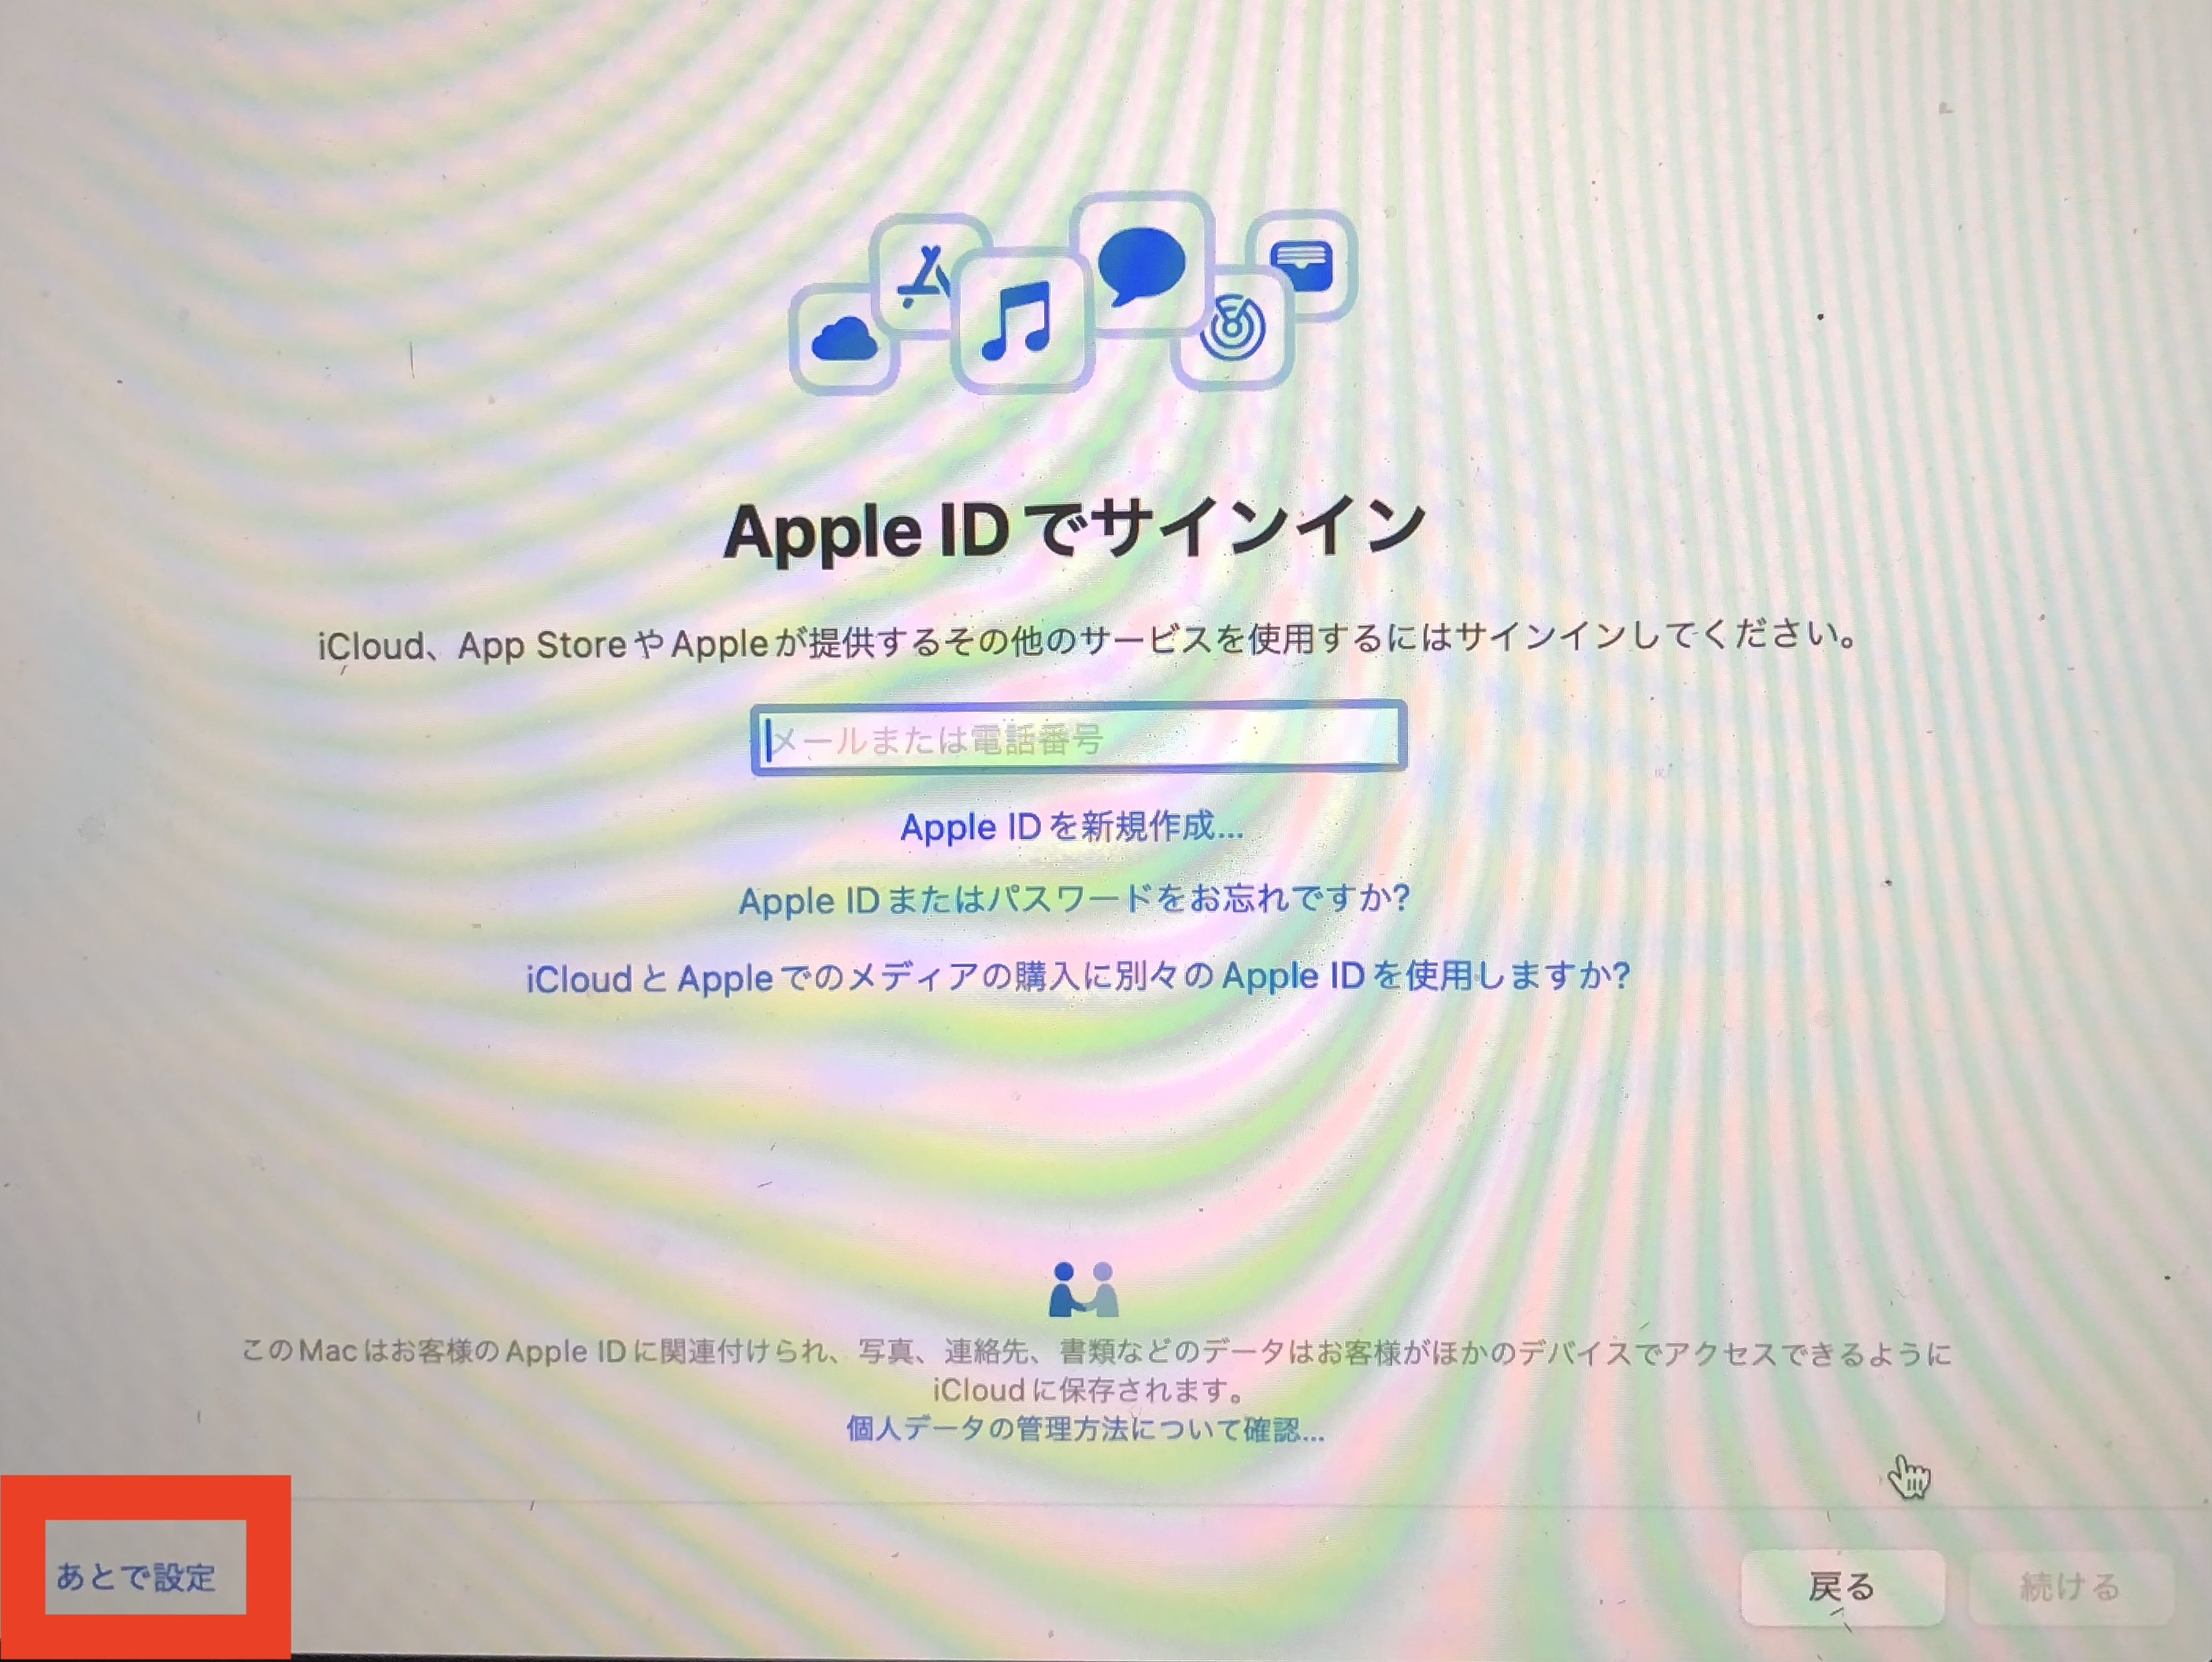 Apple IDでサインイン
iCloud、App StoreやAppleが提供するその他のサービスを使用するにはサインインしてください。
メールまたは電話番号
Apple IDを新規作成...
Apple IDまたはパスワードをお忘れですか?
iCloudとAppleでのメディアの購入に別々のApple IDを使用しますか?
このMacはお客様のApple IDに関連付けられ、写真、連絡先、書類などのデータはお客様がほかのデバイスでアクセスできるように
iCloudに保存されます。
個人データの管理方法について確認...
あとで設定
戻る
続ける